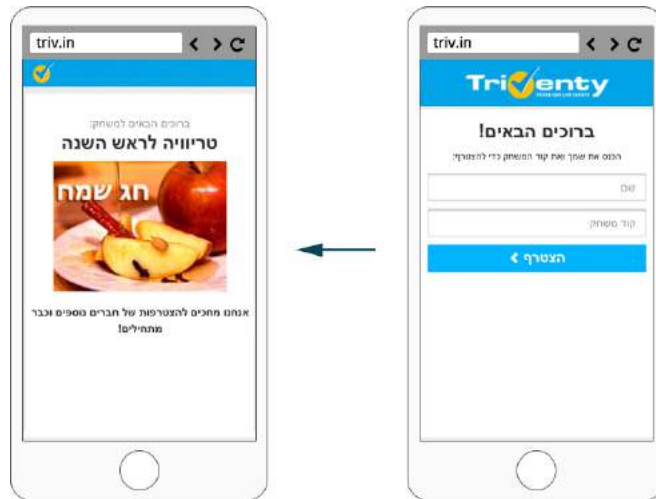 triv.in
Triventy
ברוכים הבאים!
הכנס את שמך ואת קוד המשחק כדי להצטרף:
שם
קוד משחק:
הצטרף
triv.in
ברוכים הבאים למשחק:
טריוויה לראש השנה
חג שמח
אנחנו מחכים להצטרפות של חברים נוספים וכבר
מתחילים!